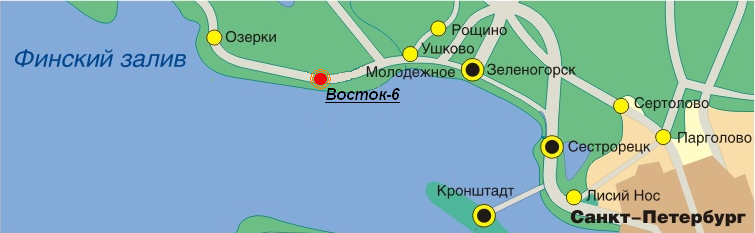 Озерки
Рощино
Ушково
Финский залив
Молодежное
Зеленогорск
Восток-6
Сертолово
Парголово
Сестрорецк
Кронштадт
Лисий Нос
Санкт-Петербург